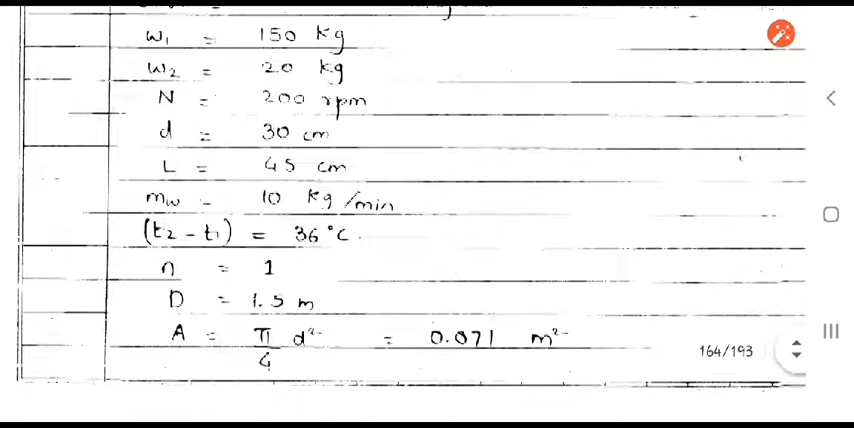 W₁ = 150 kg
W₂ = 20 kg
N = 200 rpm
d = 30 cm
L = 45 cm
mw = 10 kg/min
(t₂ - t₁) = 36°C.
n = 1
D = 1.5 m
A = π/4 d² = 0.071 m²
164/193